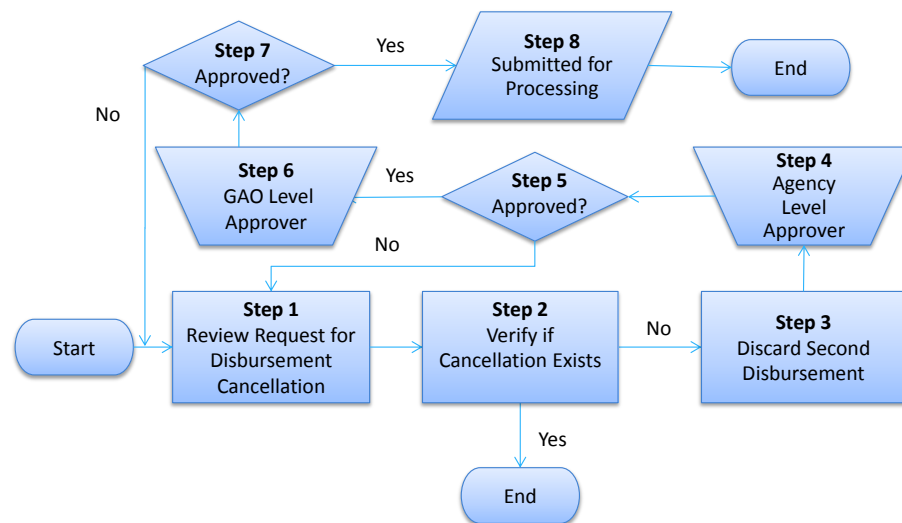 Step 7
Approved?
Yes
Step 8
Submitted for
Processing
End
No
Step 6
GAO Level
Approver
Yes
Step 5
Approved?
Step 4
Agency
Level
Approver
No
Start
Step 1
Review Request for
Disbursement
Cancellation
Step 2
Verify if
Cancellation Exists
No
Step 3
Discard Second
Disbursement
Yes
End